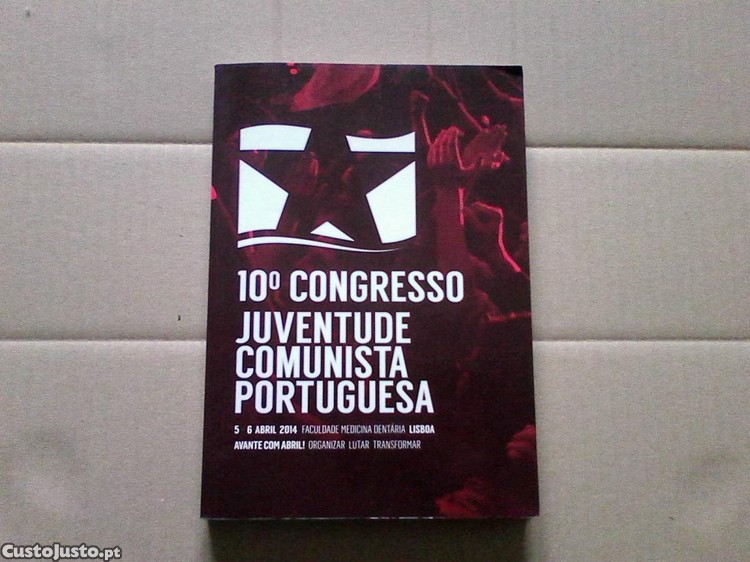 10º CONGRESSO
JUVENTUDE
COMUNISTA
PORTUGUESA
5 - 6 ABRIL 2014 FACULDADE MEDICINA DENTÁRIA LISBOA
AVANTE COM ABRIL! ORGANIZAR LUTAR TRANSFORMAR
CustoJusto.pt